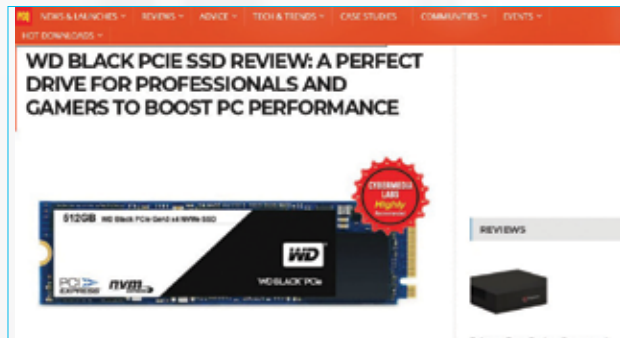 NEWS & LAUNCHES REVIEWS ADVICE TECH & TRENDS CASE STUDIES COMMUNITIES EVENTS
HOT DOWNLOADS
WD BLACK PCIE SSD REVIEW: A PERFECT
DRIVE FOR PROFESSIONALS AND
GAMERS TO BOOST PC PERFORMANCE
CYBERMEDIA
LABS
Highly
Recommended
512GB WD Black PCIe Gen3 x4 NVMe SSD
WD
PCI
EXPRESS
nvm
WD BLACK PCIe
REVIEWS